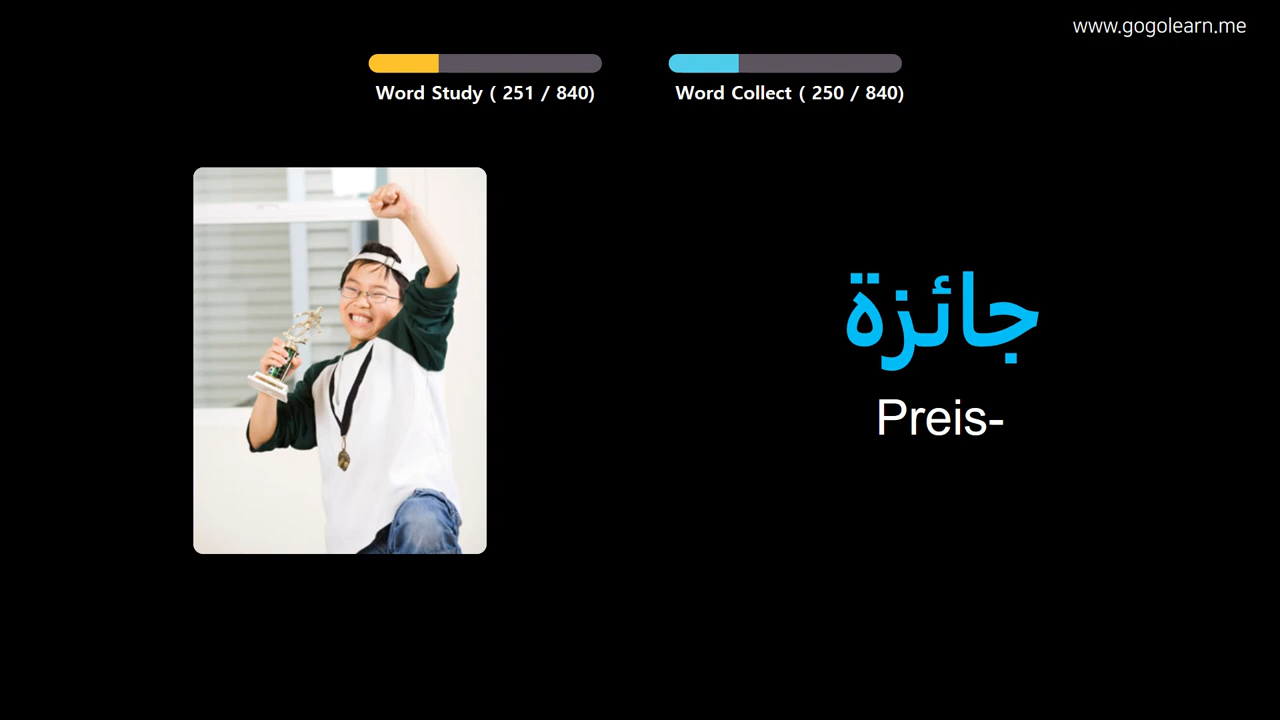 www.gogolearn.me
Word Study ( 251 / 840)
Word Collect ( 250 / 840)
جائزة
Preis-